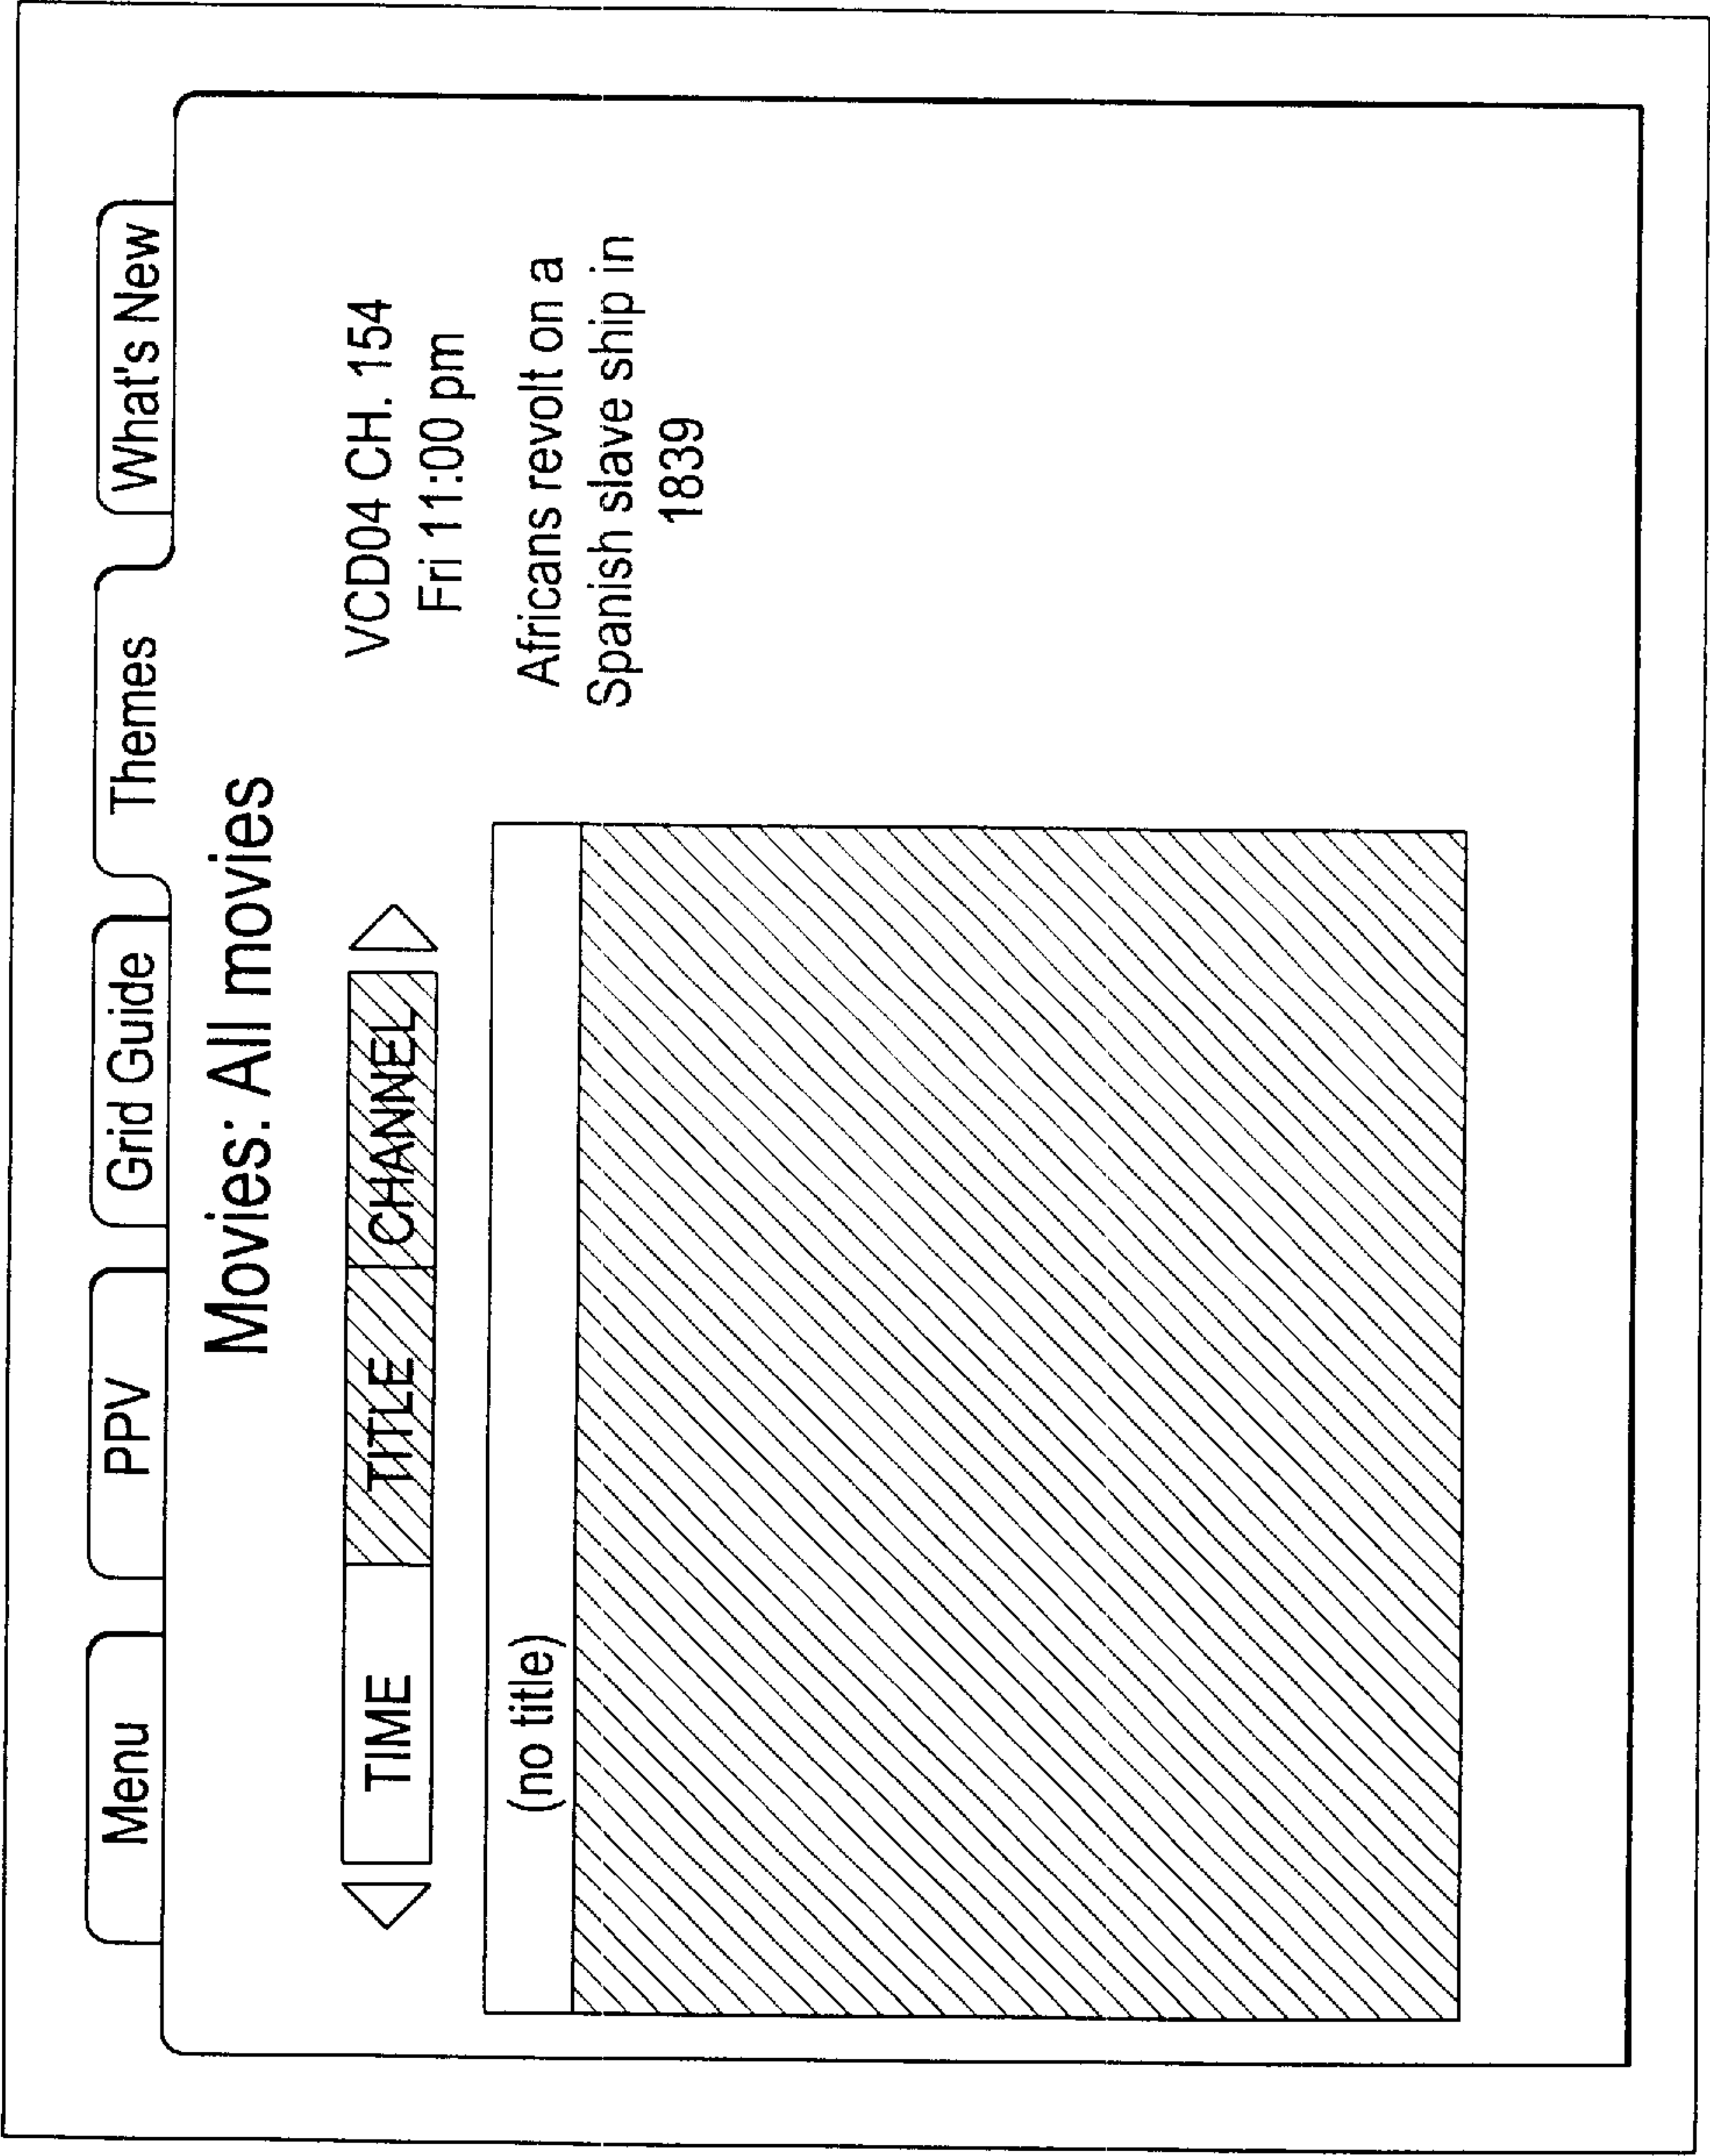 Menu
PPV
Grid Guide
Themes
What's New
Movies: All movies
TIME
TITLE
CHANNEL
VCD04 CH. 154
Fri 11:00 pm
(no title)
Africans revolt on a
Spanish slave ship in
1839